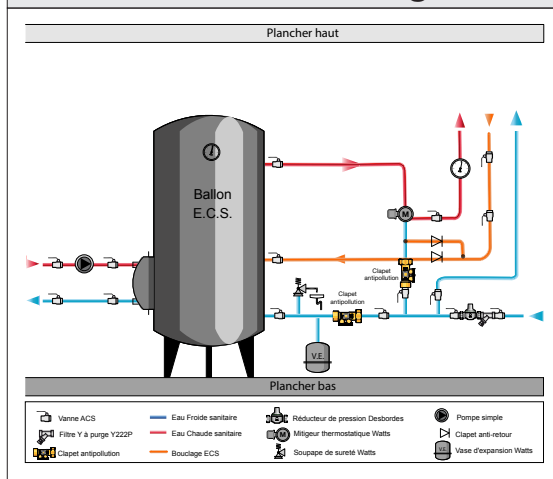 Plancher haut
Ballon
E.C.S.
M
Clapet
antipollution
Clapet
antipollution
V.E.
Plancher bas
Vanne ACS
Eau Froide sanitaire
Réducteur de pression Desbordes
Pompe simple
Filtre Y à purge Y222P
Eau Chaude sanitaire
M
Mitigeur thermostatique Watts
Clapet anti-retour
Clapet antipollution
Bouclage ECS
Soupape de sureté Watts
V.E.
Vase d'expansion Watts